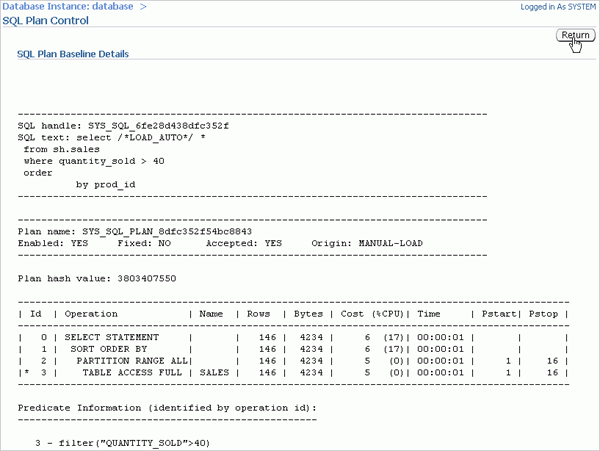 Database Instance: database  >
Logged in As SYSTEM
SQL Plan Control
Return
SQL Plan Baseline Details
--------------------------------------------------------------------------------
SQL handle: SYS_SQL_6fe28d438dfc352f
SQL text: select /*LOAD_AUTO*/ *
 from sh.sales
 where quantity_sold > 40
 order
          by prod_id
--------------------------------------------------------------------------------
--------------------------------------------------------------------------------
Plan name: SYS_SQL_PLAN_8dfc352f54bc8843
Enabled: YES     Fixed: NO      Accepted: YES     Origin: MANUAL-LOAD
--------------------------------------------------------------------------------
Plan hash value: 3803407550
----------------------------------------------------------------------------------------------
| Id  | Operation            | Name  | Rows  | Bytes | Cost (%CPU)| Time     | Pstart| Pstop |
----------------------------------------------------------------------------------------------
|   0 | SELECT STATEMENT     |       |   146 |  4234 |     6  (17)| 00:00:01 |       |       |
|   1 |  SORT ORDER BY       |       |   146 |  4234 |     6  (17)| 00:00:01 |       |       |
|   2 |   PARTITION RANGE ALL|       |   146 |  4234 |     5   (0)| 00:00:01 |     1 |    16 |
|*  3 |    TABLE ACCESS FULL | SALES |   146 |  4234 |     5   (0)| 00:00:01 |     1 |    16 |
----------------------------------------------------------------------------------------------
Predicate Information (identified by operation id):
---------------------------------------------------
   3 - filter("QUANTITY_SOLD">40)